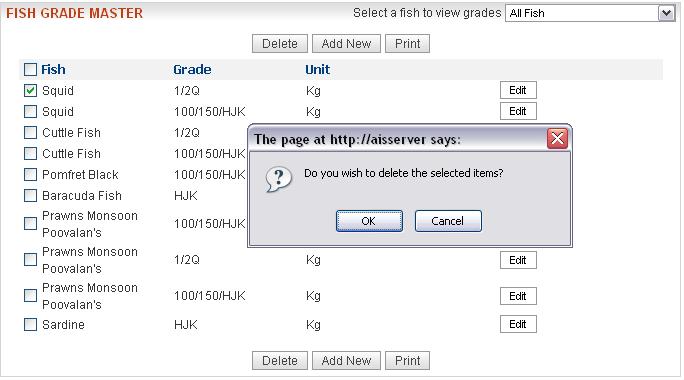 FISH GRADE MASTER Select a fish to view grades All Fish
Delete Add New Print
Fish Grade Unit
Squid 1/2Q Kg Edit
Squid 100/150/HJK Kg Edit
Cuttle Fish 1/2Q
Cuttle Fish 100/150/HJK
Pomfret Black 100/150/HJK
Baracuda Fish HJK
Prawns Monsoon
Poovalan's 100/150/HJK
The page at http://aisserver says:
Do you wish to delete the selected items?
OK Cancel
Prawns Monsoon
Poovalan's 1/2Q Kg Edit
Prawns Monsoon
Poovalan's 100/150/HJK Kg Edit
Sardine HJK Kg Edit
Delete Add New Print